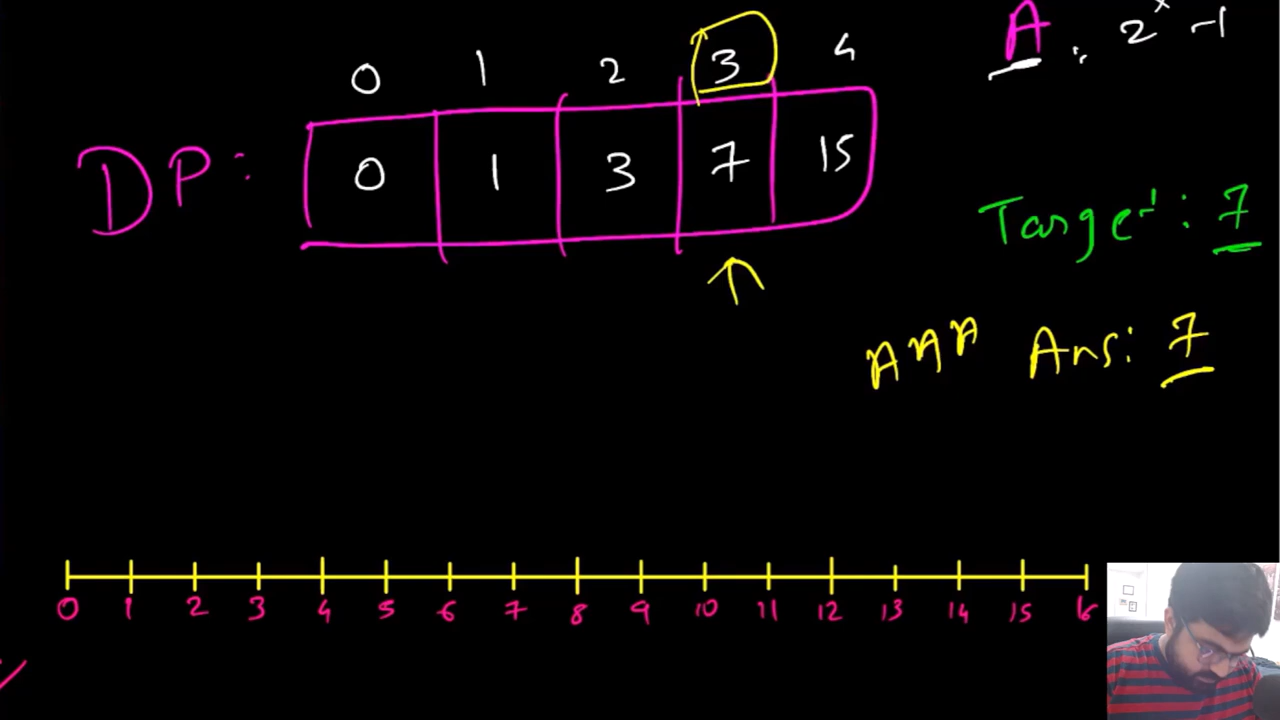 0 1 2 3 4
A : 2^x -1
DP: 0 1 3 7 15
Target: 7
AAA Ans: 7
0 1 2 3 4 5 6 7 8 9 10 11 12 13 14 15 16